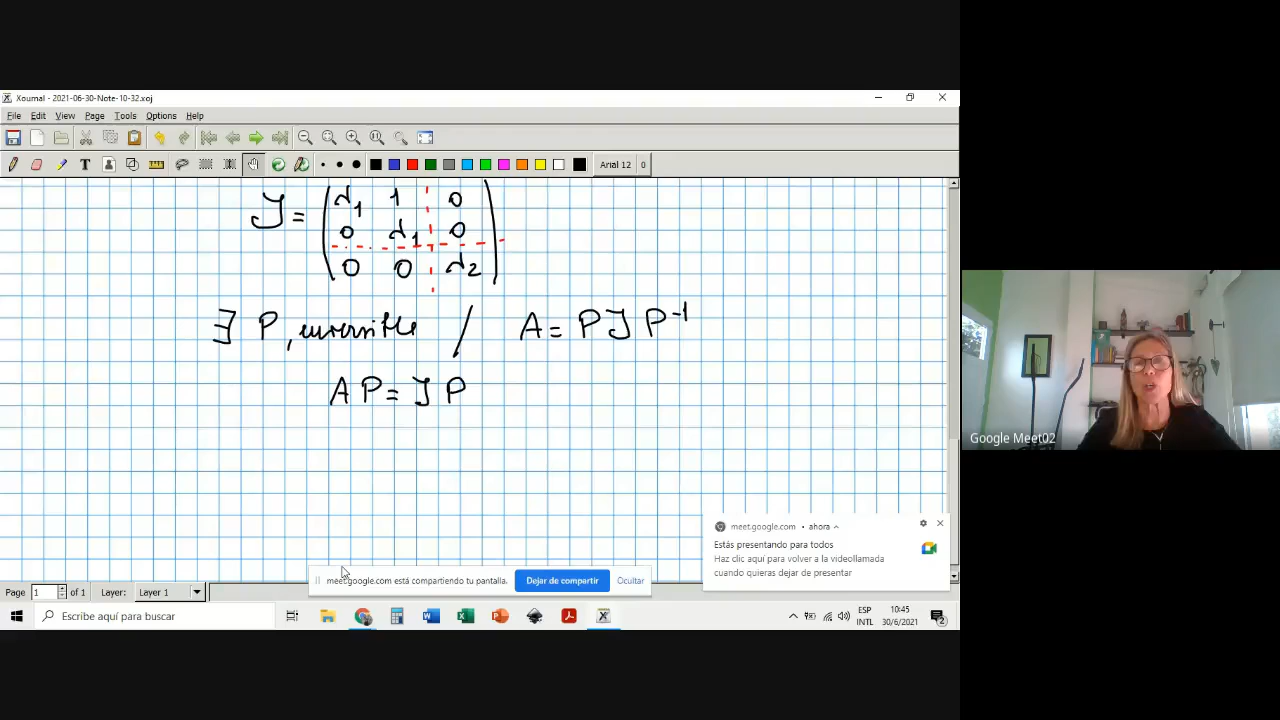 Xournal - 2021-06-30-Note-10-32.xoj
File Edit View Page Tools Options Help
Arial 12 0
J = ( λ₁ 1 0
0 λ₁ 0
0 0 λ₂ )
∃ P, inversible / A = P J P⁻¹
A P = J P
Google Meet02
meet.google.com • ahora
Estás presentando para todos
Haz clic aquí para volver a la videollamada
cuando quieras dejar de presentar
meet.google.com está compartiendo tu pantalla. Dejar de compartir Ocultar
Page 1 of 1 Layer: Layer 1
Escribe aquí para buscar
ESP
INTL
10:45
30/6/2021
2